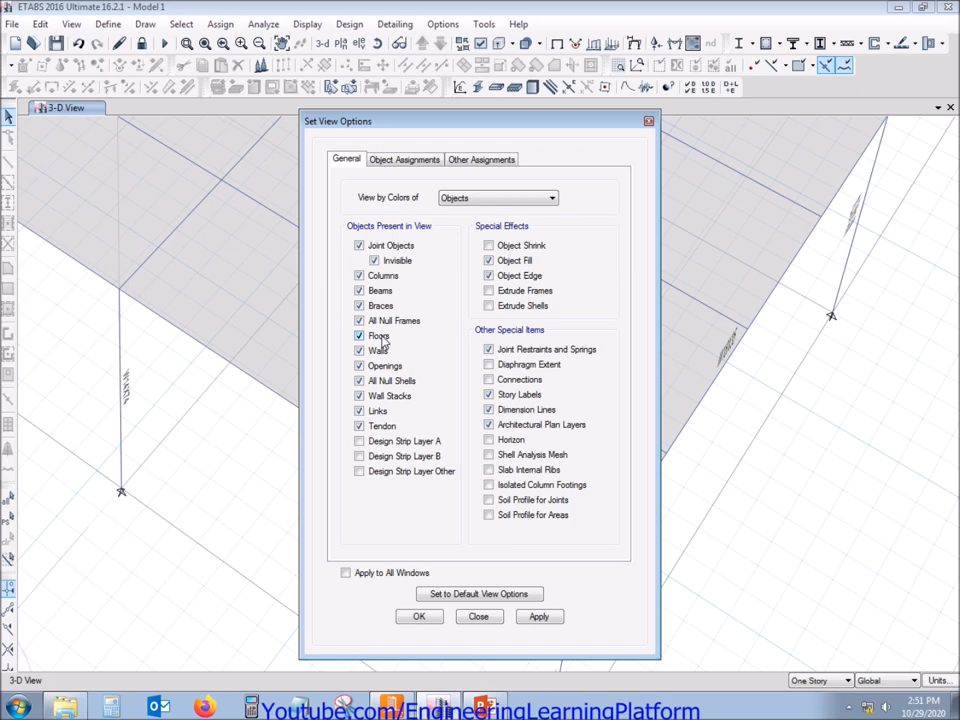 ETABS 2016 Ultimate 16.2.1 - Model 1
File Edit View Define Draw Select Assign Analyze Display Design Detailing Options Tools Help
3-d
nd
3-D View
Set View Options
General Object Assignments Other Assignments
View by Colors of Objects
Objects Present in View
Joint Objects
Invisible
Columns
Beams
Braces
All Null Frames
Floors
Walls
Openings
All Null Shells
Wall Stacks
Links
Tendon
Design Strip Layer A
Design Strip Layer B
Design Strip Layer Other
Special Effects
Object Shrink
Object Fill
Object Edge
Extrude Frames
Extrude Shells
Other Special Items
Joint Restraints and Springs
Diaphragm Extent
Connections
Story Labels
Dimension Lines
Architectural Plan Layers
Horizon
Shell Analysis Mesh
Slab Internal Ribs
Isolated Column Footings
Soil Profile for Joints
Soil Profile for Areas
Apply to All Windows
Set to Default View Options
OK Close Apply
3-D View One Story Global Units...
2:51 PM
10/29/2020
Youtube.com/EngineeringLearningPlatform